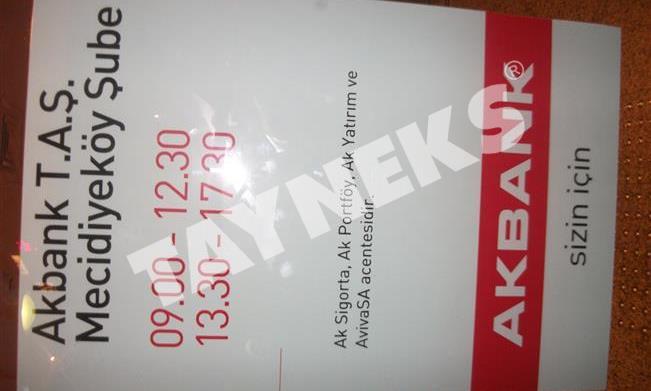 Akbank T.A.Ş.
Mecidiyeköy Şube
09.00 - 12.30
13.30 - 17.30
Ak Sigorta, Ak Portföy, Ak Yatırım ve
AvivaSA acentesidir.
AKBANK®
sizin için
TAYNEKS